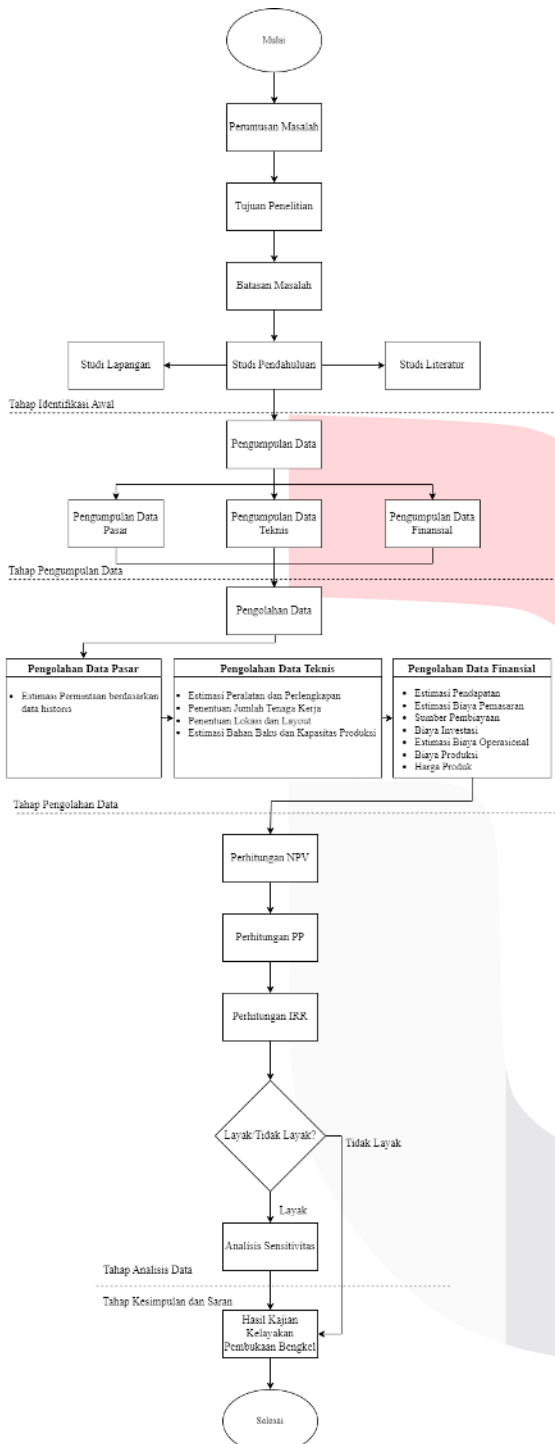 Mulai
Perumusan Masalah
Tujuan Penelitian
Batasan Masalah
Studi Lapangan
Studi Pendahuluan
Studi Literatur
Tahap Identifikasi Awal
Pengumpulan Data
Pengumpulan Data
Pasar
Pengumpulan Data
Teknis
Pengumpulan Data
Finansial
Tahap Pengumpulan Data
Pengolahan Data
Pengolahan Data Pasar
• Estimasi Permintaan berdasarkan
data historis
Pengolahan Data Teknis
• Estimasi Peralatan dan Perlengkapan
• Penentuan Jumlah Tenaga Kerja
• Penentuan Lokasi dan Layout
• Estimasi Bahan Baku dan Kapasitas Produksi
Pengolahan Data Finansial
• Estimasi Pendapatan
• Estimasi Biaya Pemasaran
• Sumber Pembiayaan
• Biaya Investasi
• Estimasi Biaya Operasional
• Biaya Produksi
• Harga Produk
Tahap Pengolahan Data
Perhitungan NPV
Perhitungan PP
Perhitungan IRR
Layak/Tidak Layak?
Tidak Layak
Layak
Analisis Sensitivitas
Tahap Analisis Data
Tahap Kesimpulan dan Saran
Hasil Kajian
Kelayakan
Pembukaan Bengkel
Selesai